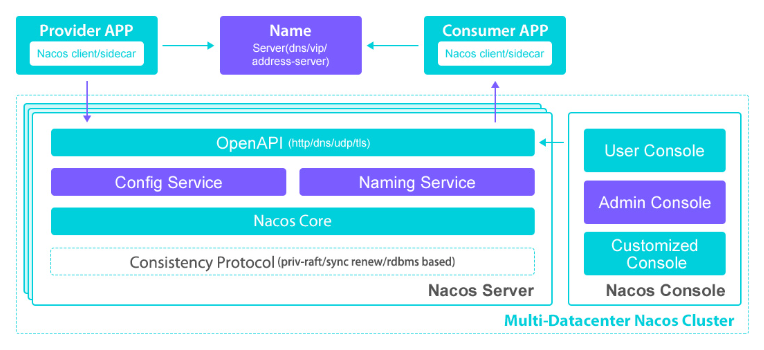 Provider APP
Nacos client/sidecar
Name
Server(dns/vip/
address-server)
Consumer APP
Nacos client/sidecar
OpenAPI (http/dns/udp/tls)
Config Service
Naming Service
Nacos Core
Consistency Protocol (priv-raft/sync renew/rdbms based)
Nacos Server
User Console
Admin Console
Customized
Console
Nacos Console
Multi-Datacenter Nacos Cluster